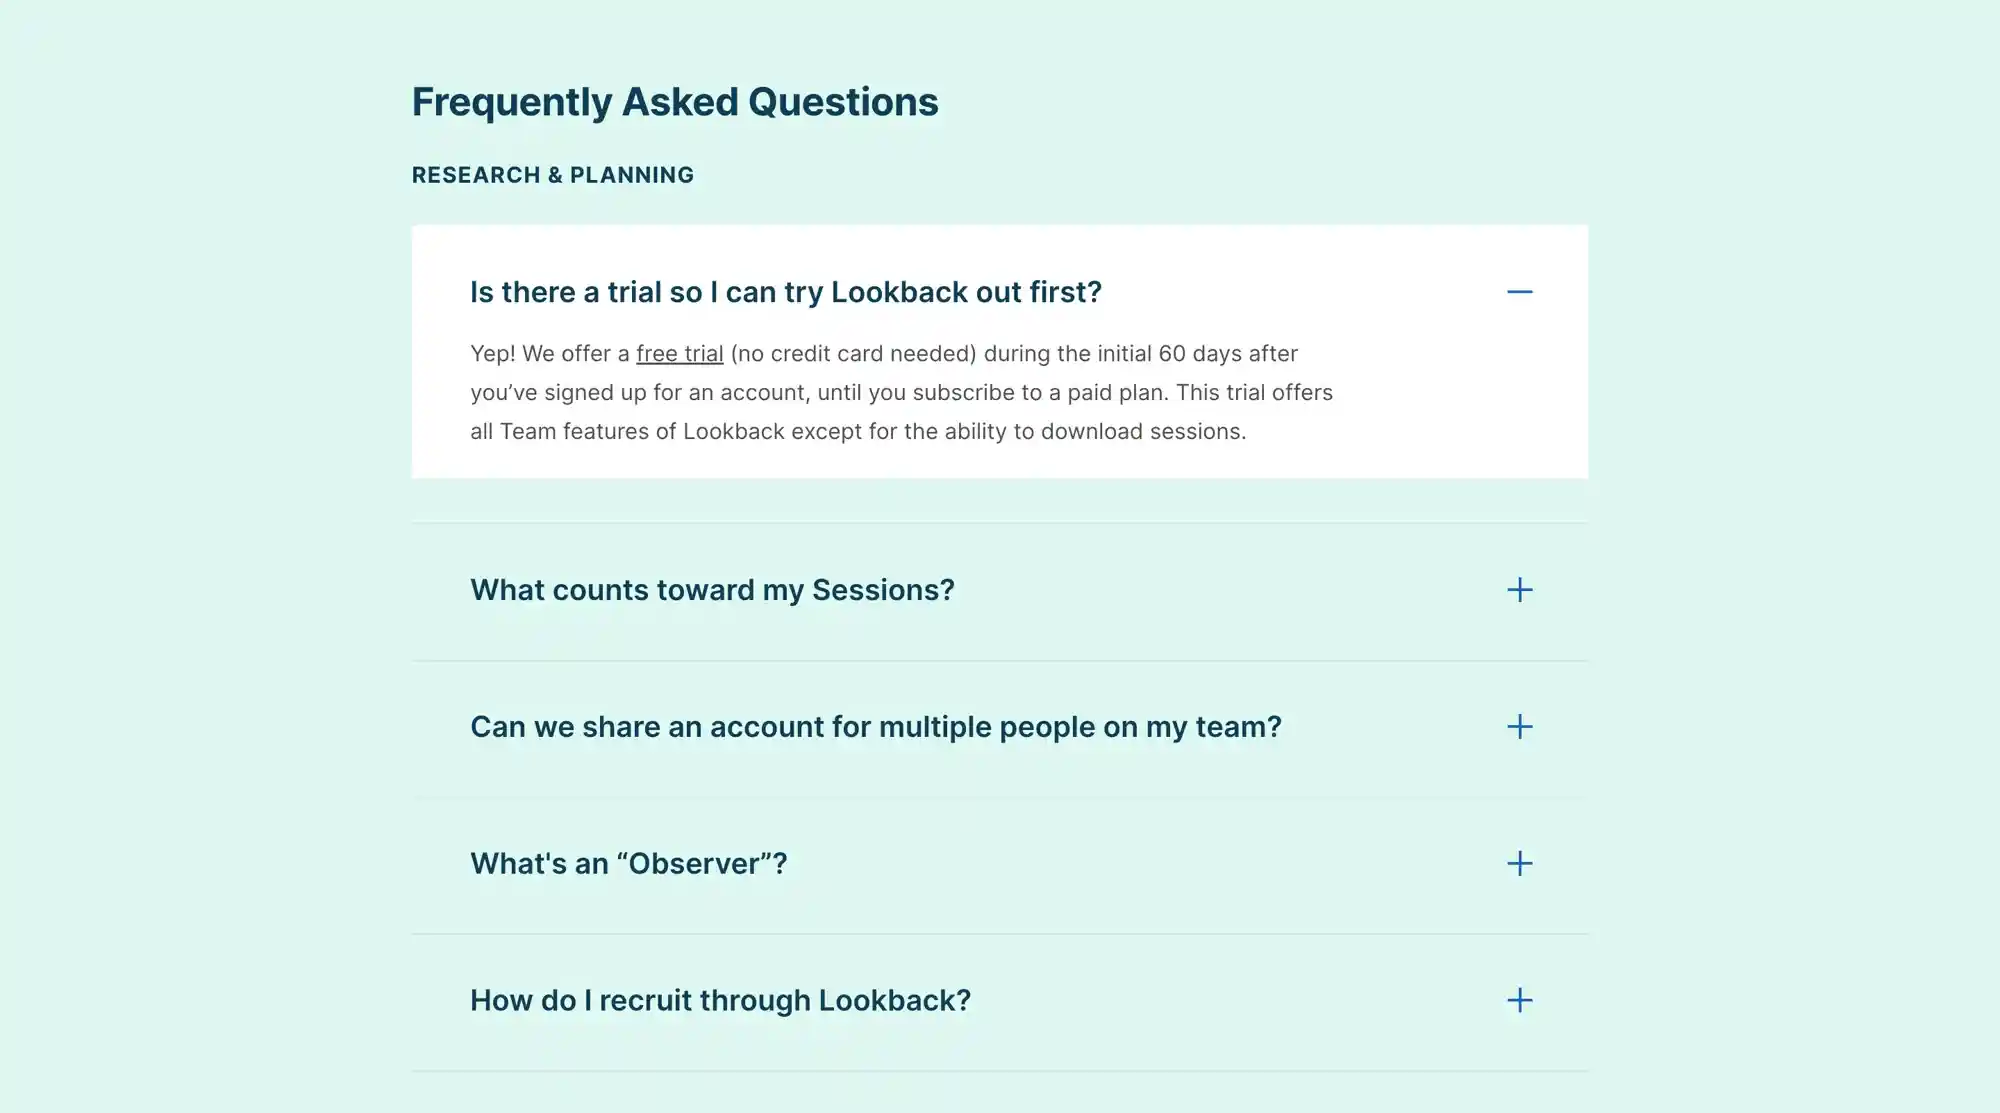 Frequently Asked Questions
RESEARCH & PLANNING
Is there a trial so I can try Lookback out first?
Yep! We offer a free trial (no credit card needed) during the initial 60 days after
you’ve signed up for an account, until you subscribe to a paid plan. This trial offers
all Team features of Lookback except for the ability to download sessions.
What counts toward my Sessions?
Can we share an account for multiple people on my team?
What's an “Observer”?
How do I recruit through Lookback?